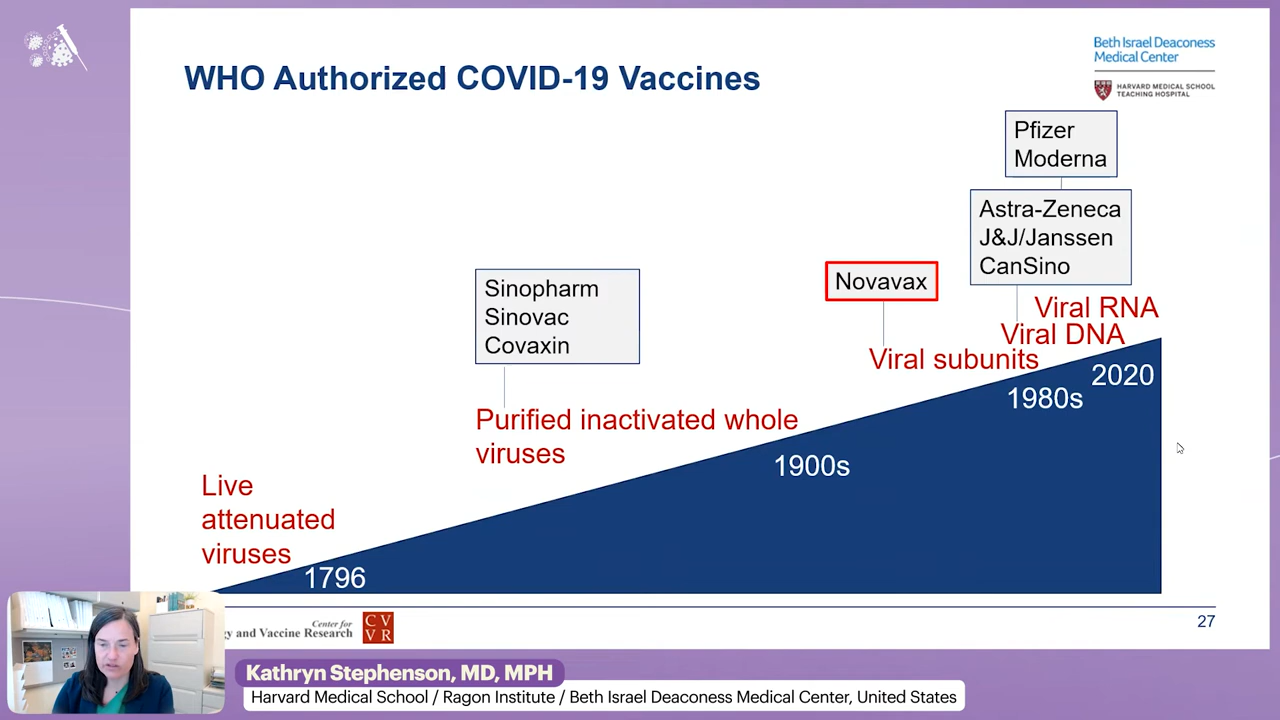 WHO Authorized COVID-19 Vaccines
Beth Israel Deaconess
Medical Center
HARVARD MEDICAL SCHOOL
TEACHING HOSPITAL
Pfizer
Moderna
Astra-Zeneca
J&J/Janssen
CanSino
Novavax
Sinopharm
Sinovac
Covaxin
Viral RNA
Viral DNA
Viral subunits
2020
1980s
Purified inactivated whole
viruses
1900s
Live
attenuated
viruses
1796
Center for
gy and Vaccine Research
C V
V R
27
Kathryn Stephenson, MD, MPH
Harvard Medical School / Ragon Institute / Beth Israel Deaconess Medical Center, United States